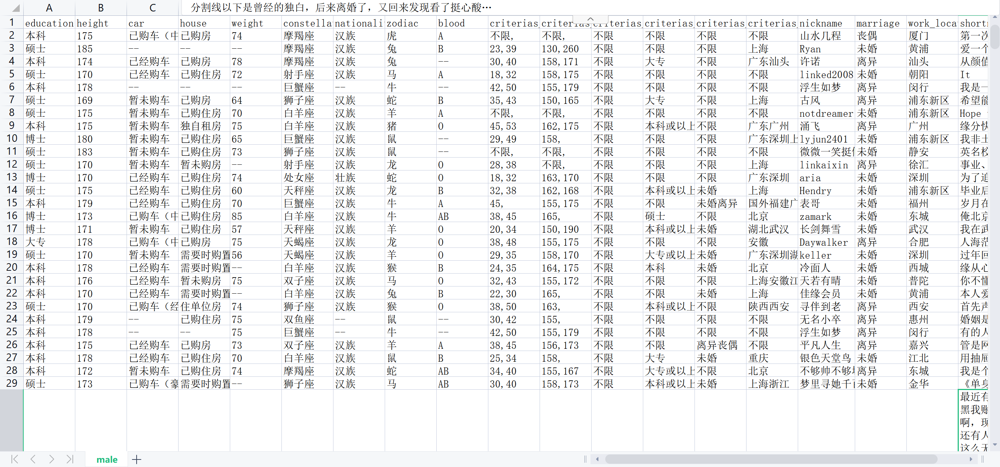 分割线以下是曾经的独白，后来离婚了，又回来发现看了挺心酸…
A B C
1 education height car house weight constella nationali zodiac blood criterias_ criterias_ criterias_ criterias_ criterias_ criterias_ nickname marriage work_loca short
2 本科 175 已购车（中 已购房 74 摩羯座 汉族 虎 A 不限, 不限, 不限 不限 不限 不限 山水几程 丧偶 厦门 第一次
3 硕士 185 -- -- -- 摩羯座 汉族 兔 B 23,39 130,260 不限 不限 不限 上海 Ryan 未婚 黄浦 爱一个
4 本科 174 已经购车 已购房 78 摩羯座 汉族 兔 -- 30,40 158,171 不限 大专 不限 广东汕头 许诺 离异 汕头 从颜值
5 硕士 170 已经购车 已购住房 72 射手座 汉族 马 A 18,32 158,175 不限 不限 不限 不限 linked2008 未婚 朝阳 It
6 本科 178 -- -- -- 巨蟹座 -- 牛 -- 42,50 155,179 不限 不限 不限 不限 浮生如梦 离异 闵行 我是一
7 硕士 169 暂未购车 已购房 64 狮子座 汉族 蛇 B 35,43 150,165 不限 大专 不限 上海 古风 离异 浦东新区 希望能
8 硕士 175 暂未购车 已购住房 70 白羊座 汉族 羊 A 不限, 不限, 不限 不限 不限 不限 notdreamer 未婚 浦东新区 Hope
9 本科 175 暂未购车 独自租房 75 白羊座 汉族 猪 O 45,53 162,175 不限 本科或以上 不限 广东广州 涌飞 离异 广州 缘分快
10 博士 180 暂未购车 已购住房 65 巨蟹座 汉族 鼠 -- 29,49 158, 不限 不限 不限 广东深圳上 lyjun2401 未婚 浦东新区 我非土
11 硕士 183 暂未购车 已购住房 73 狮子座 汉族 鼠 -- 不限, 不限, 不限 不限 不限 不限 微微一笑挺 未婚 静安 英名校
12 硕士 170 暂未购车 暂未购房 -- 射手座 汉族 龙 O 28,38 不限, 不限 不限 不限 上海 linkaixin 离异 徐汇 事业、
13 博士 170 已经购车 已购住房 74 处女座 壮族 蛇 O 18,32 163,170 不限 不限 不限 广东深圳 aria 未婚 深圳 为了追
14 硕士 175 已经购车 已购住房 60 天秤座 汉族 龙 B 32,38 162,168 不限 本科或以上 未婚 上海 Hendry 未婚 浦东新区 毕业后
15 本科 179 已经购车 已购住房 70 巨蟹座 汉族 牛 A 45, 155,175 不限 不限 未婚离异 国外福建广 表哥 未婚 福州 岁月在
16 博士 173 已购车（中 已购住房 85 白羊座 汉族 牛 AB 38,45 165, 不限 硕士 不限 北京 zamark 未婚 东城 俺北京
17 博士 171 暂未购车 已购住房 57 天秤座 汉族 羊 O 20,34 150,190 不限 本科或以上 未婚 湖北武汉 长剑舞雪 未婚 武汉 我在武
18 大专 178 已购车（中 已购房 75 天蝎座 汉族 龙 O 38,48 155,175 不限 不限 不限 安徽 Daywalker 离异 合肥 人海茫
19 硕士 170 暂未购车 需要时购置 56 天蝎座 汉族 羊 O 29,35 158,170 不限 大专或以上 未婚 广东深圳湖 keller 未婚 深圳 过年回
20 本科 178 已经购车 需要时购置 -- 白羊座 汉族 猴 B 24,35 164,175 不限 本科 未婚 北京 冷面人 未婚 西城 缘从心
21 本科 176 已经购车 暂未购房 75 双子座 汉族 马 O 32,43 155,172 不限 不限 不限 上海安徽江 天若有晴 未婚 普陀 你不懂
22 本科 170 已经购车 需要时购置 -- 白羊座 汉族 兔 B 22,30 165, 不限 不限 未婚 上海 佳缘会员 未婚 黄浦 本人爱
23 硕士 170 已购车（经 住单位房 74 狮子座 汉族 猴 O 38,50 163, 不限 本科或以上 不限 陕西西安 寻伴到老 离异 西安 首先声
24 本科 179 -- 已购住房 75 双鱼座 -- 鼠 -- 30,42 155, 不限 不限 不限 不限 无名小卒 离异 惠州 婚姻是
25 本科 178 -- -- 75 巨蟹座 -- 牛 -- 42,50 155,179 不限 不限 不限 不限 浮生如梦 离异 闵行 有的人
26 本科 175 已经购车 已购房 73 双子座 汉族 羊 A 38,45 156,173 不限 不限 离异丧偶 不限 平凡人生 离异 嘉兴 管是网
27 本科 178 已经购车 已购住房 70 白羊座 汉族 鼠 B 25,34 158, 不限 大专 未婚 重庆 银色天堂鸟 未婚 江北 用抽屉
28 本科 172 暂未购车 已购住房 74 摩羯座 汉族 蛇 AB 34,40 155,167 不限 大专或以上 不限 北京 不够帅不够 离异 东城 我是个
29 硕士 173 已购车（豪 需要时购置 -- 狮子座 汉族 马 AB 30,40 158,173 不限 本科或以上 未婚 上海浙江 梦里寻她千 未婚 金华 《单身
最近有
黑我账
啊，现
还有人
这么无
male